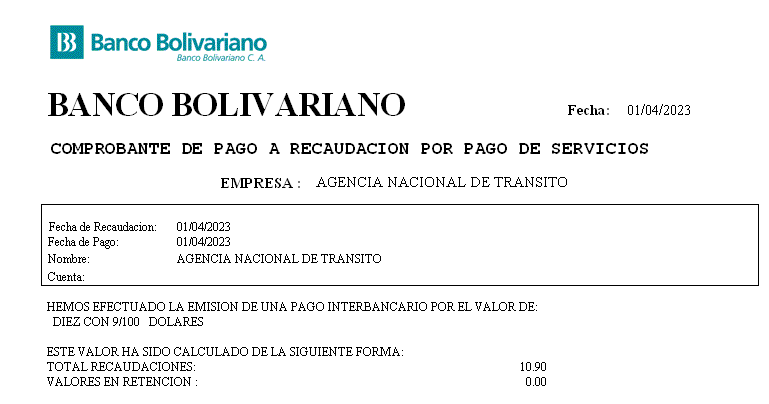 BB Banco Bolivariano
Banco Bolivariano C. A.
BANCO BOLIVARIANO
Fecha: 01/04/2023
COMPROBANTE DE PAGO A RECAUDACION POR PAGO DE SERVICIOS
EMPRESA : AGENCIA NACIONAL DE TRANSITO
Fecha de Recaudacion: 01/04/2023
Fecha de Pago: 01/04/2023
Nombre: AGENCIA NACIONAL DE TRANSITO
Cuenta:
HEMOS EFECTUADO LA EMISION DE UNA PAGO INTERBANCARIO POR EL VALOR DE:
DIEZ CON 9/100 DOLARES
ESTE VALOR HA SIDO CALCULADO DE LA SIGUIENTE FORMA:
TOTAL RECAUDACIONES: 10.90
VALORES EN RETENCION : 0.00